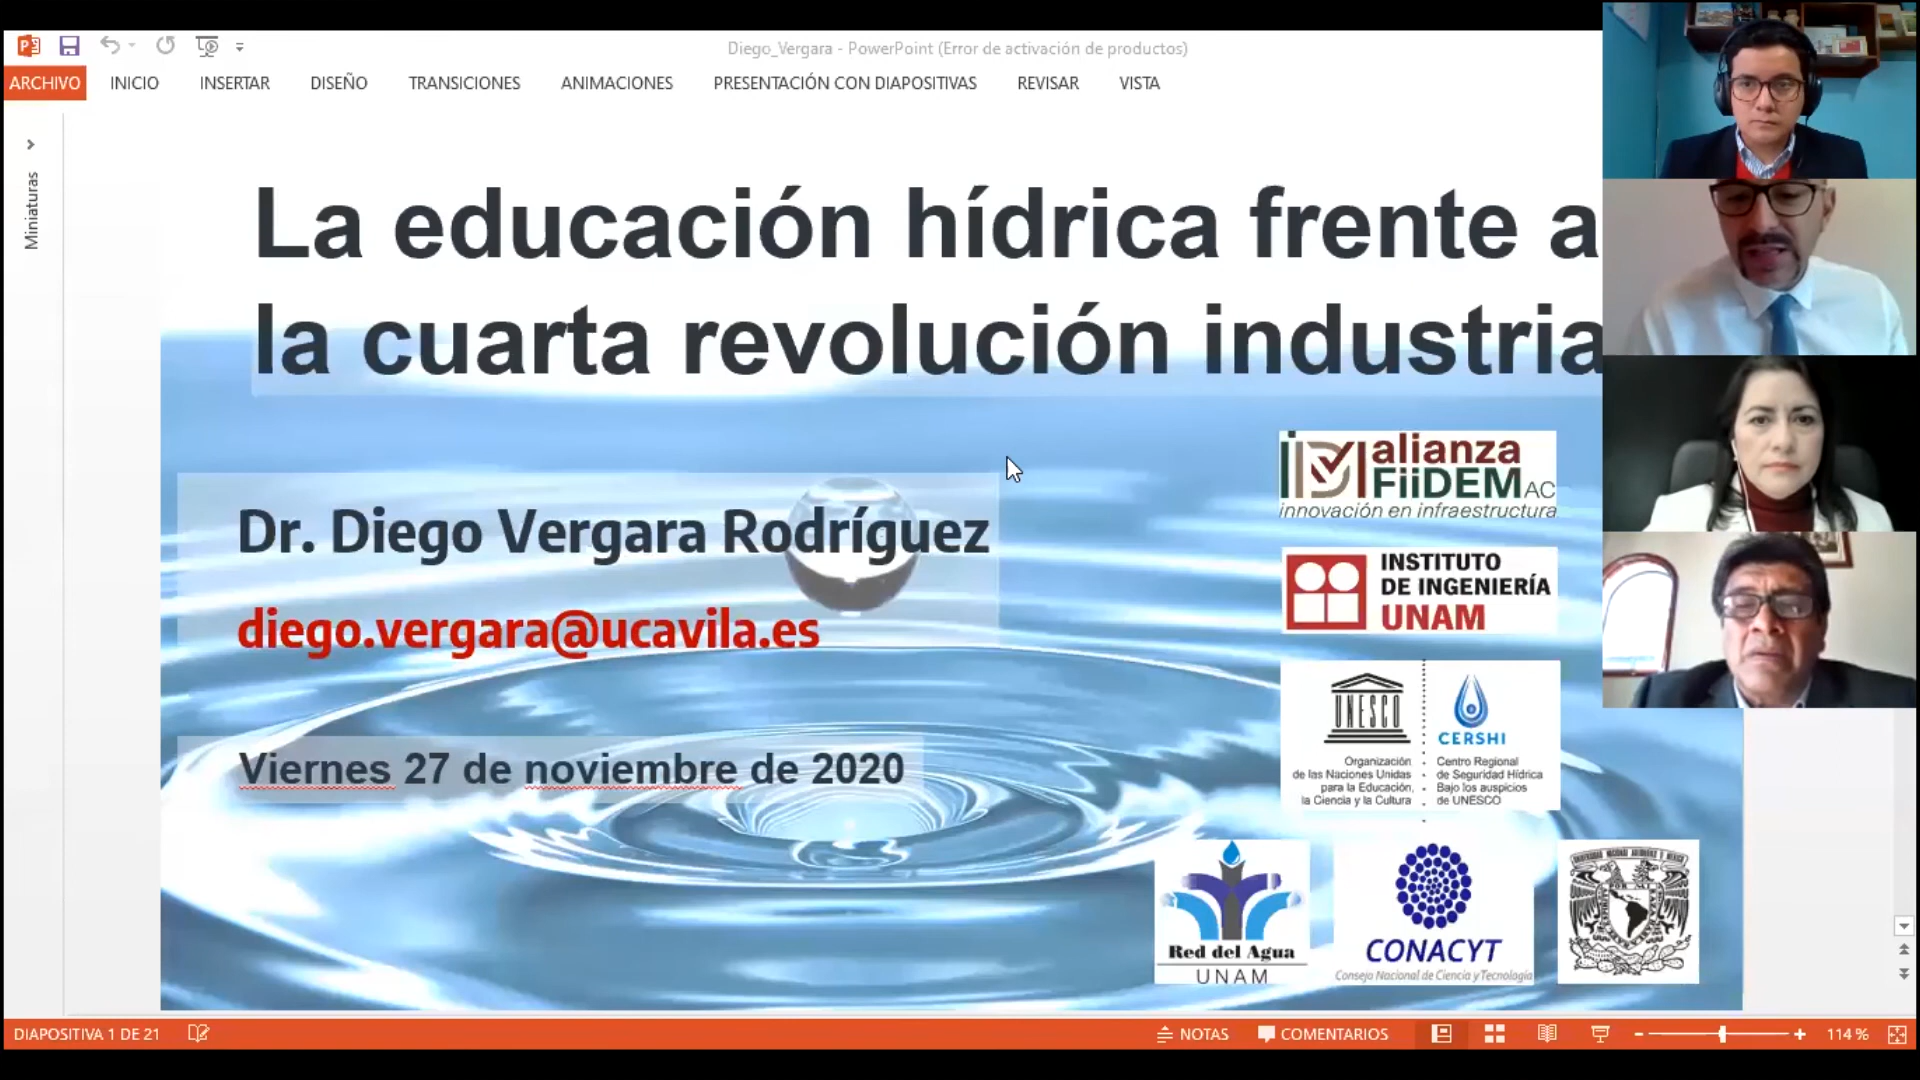 Diego_Vergara - PowerPoint (Error de activación de productos)
ARCHIVO INICIO INSERTAR DISEÑO TRANSICIONES ANIMACIONES PRESENTACIÓN CON DIAPOSITIVAS REVISAR VISTA
Miniaturas
La educación hídrica frente a
la cuarta revolución industria
Dr. Diego Vergara Rodríguez
diego.vergara@ucavila.es
Viernes 27 de noviembre de 2020
alianza
FiiDEM AC
innovación en infraestructura
INSTITUTO
DE INGENIERÍA
UNAM
UNESCO
Organización
de las Naciones Unidas
para la Educación,
la Ciencia y la Cultura
CERSHI
Centro Regional
de Seguridad Hídrica
Bajo los auspicios
de UNESCO
Red del Agua
UNAM
CONACYT
Consejo Nacional de Ciencia y Tecnología
DIAPOSITIVA 1 DE 21
NOTAS COMENTARIOS 114 %